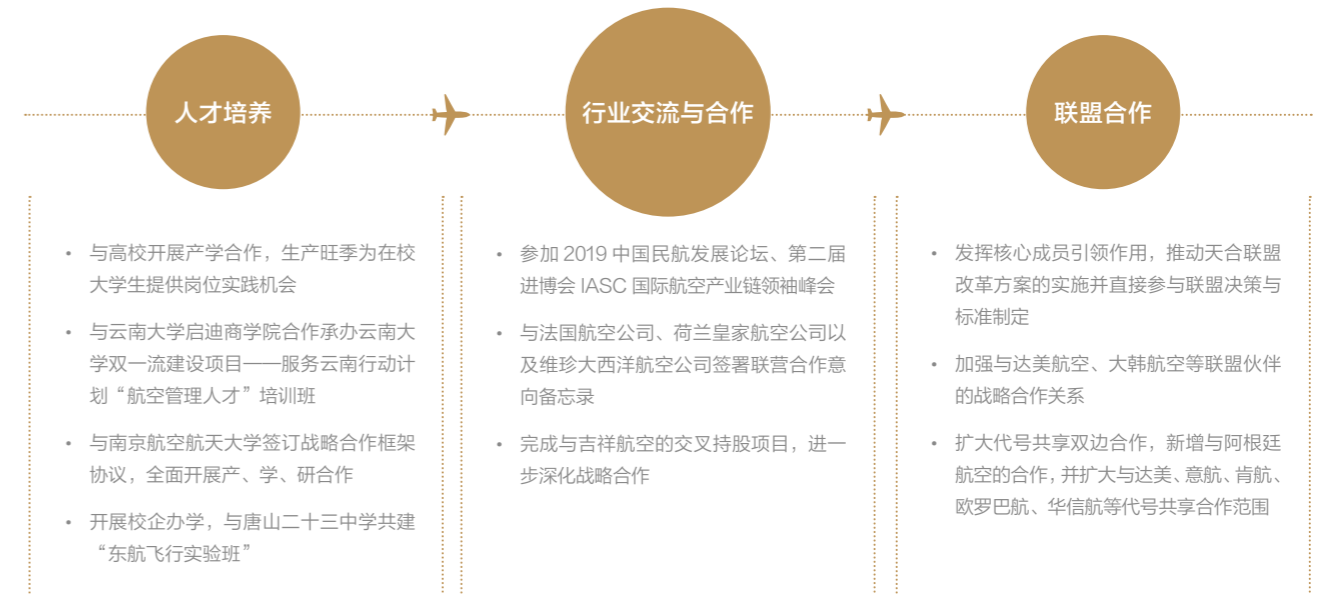 人才培养
• 与高校开展产学合作，生产旺季为在校
大学生提供岗位实践机会
• 与云南大学启迪商学院合作承办云南大
学双一流建设项目——服务云南行动计
划“航空管理人才”培训班
• 与南京航空航天大学签订战略合作框架
协议，全面开展产、学、研合作
• 开展校企办学，与唐山二十三中学共建
“东航飞行实验班”
行业交流与合作
• 参加 2019 中国民航发展论坛、第二届
进博会 IASC 国际航空产业链领袖峰会
• 与法国航空公司、荷兰皇家航空公司以
及维珍大西洋航空公司签署联营合作意
向备忘录
• 完成与吉祥航空的交叉持股项目，进一
步深化战略合作
联盟合作
• 发挥核心成员引领作用，推动天合联盟
改革方案的实施并直接参与联盟决策与
标准制定
• 加强与达美航空、大韩航空等联盟伙伴
的战略合作关系
• 扩大代号共享双边合作，新增与阿根廷
航空的合作，并扩大与达美、意航、肯航、
欧罗巴航、华信航等代号共享合作范围